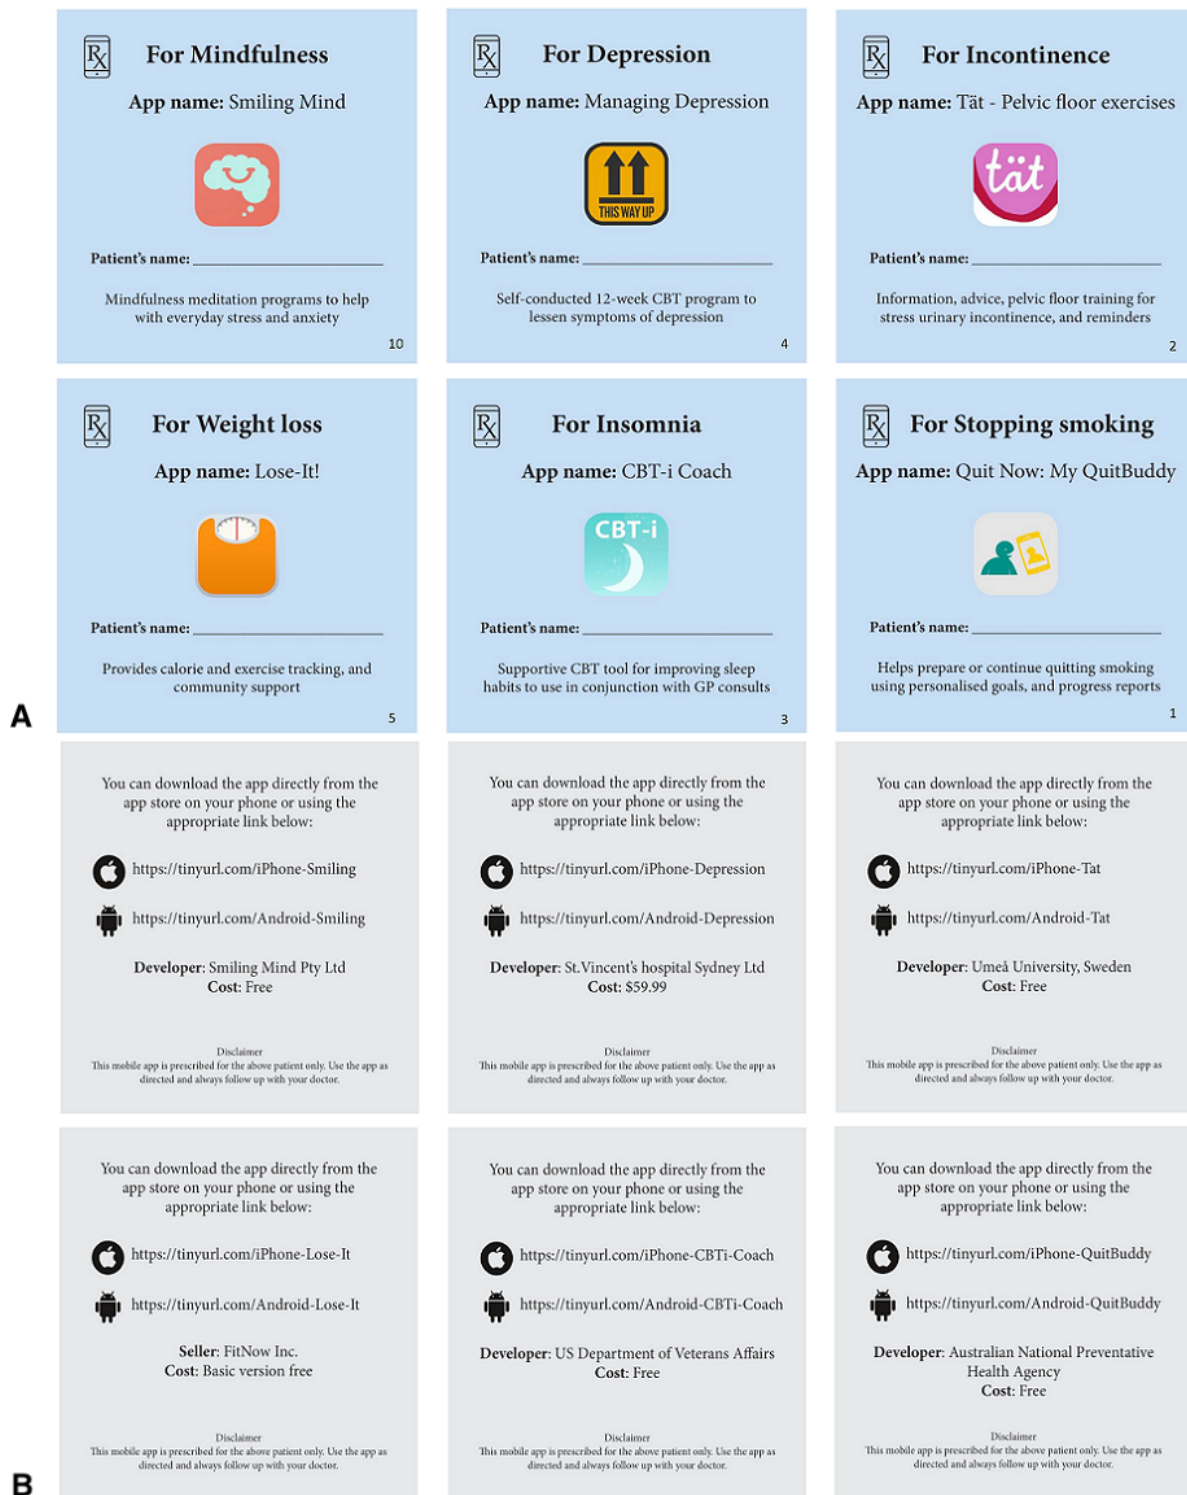 For Mindfulness
App name: Smiling Mind
Patient's name:
Mindfulness meditation programs to help
with everyday stress and anxiety
10
For Depression
App name: Managing Depression
THIS WAY UP
Patient's name:
Self-conducted 12-week CBT program to
lessen symptoms of depression
4
For Incontinence
App name: Tät - Pelvic floor exercises
tät
Patient's name:
Information, advice, pelvic floor training for
stress urinary incontinence, and reminders
2
For Weight loss
App name: Lose-It!
Patient's name:
Provides calorie and exercise tracking, and
community support
5
For Insomnia
App name: CBT-i Coach
CBT-i
Patient's name:
Supportive CBT tool for improving sleep
habits to use in conjunction with GP consults
3
For Stopping smoking
App name: Quit Now: My QuitBuddy
Patient's name:
Helps prepare or continue quitting smoking
using personalised goals, and progress reports
1
A
You can download the app directly from the
app store on your phone or using the
appropriate link below:
https://tinyurl.com/iPhone-Smiling
https://tinyurl.com/Android-Smiling
Developer: Smiling Mind Pty Ltd
Cost: Free
Disclaimer
This mobile app is prescribed for the above patient only. Use the app as
directed and always follow up with your doctor.
You can download the app directly from the
app store on your phone or using the
appropriate link below:
https://tinyurl.com/iPhone-Depression
https://tinyurl.com/Android-Depression
Developer: St.Vincent's hospital Sydney Ltd
Cost: $59.99
Disclaimer
This mobile app is prescribed for the above patient only. Use the app as
directed and always follow up with your doctor.
You can download the app directly from the
app store on your phone or using the
appropriate link below:
https://tinyurl.com/iPhone-Tat
https://tinyurl.com/Android-Tat
Developer: Umeå University, Sweden
Cost: Free
Disclaimer
This mobile app is prescribed for the above patient only. Use the app as
directed and always follow up with your doctor.
You can download the app directly from the
app store on your phone or using the
appropriate link below:
https://tinyurl.com/iPhone-Lose-It
https://tinyurl.com/Android-Lose-It
Seller: FitNow Inc.
Cost: Basic version free
Disclaimer
This mobile app is prescribed for the above patient only. Use the app as
directed and always follow up with your doctor.
You can download the app directly from the
app store on your phone or using the
appropriate link below:
https://tinyurl.com/iPhone-CBTi-Coach
https://tinyurl.com/Android-CBTi-Coach
Developer: US Department of Veterans Affairs
Cost: Free
Disclaimer
This mobile app is prescribed for the above patient only. Use the app as
directed and always follow up with your doctor.
You can download the app directly from the
app store on your phone or using the
appropriate link below:
https://tinyurl.com/iPhone-QuitBuddy
https://tinyurl.com/Android-QuitBuddy
Developer: Australian National Preventative
Health Agency
Cost: Free
Disclaimer
This mobile app is prescribed for the above patient only. Use the app as
directed and always follow up with your doctor.
B